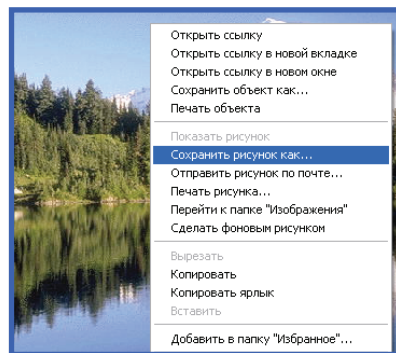 Открыть ссылку
Открыть ссылку в новой вкладке
Открыть ссылку в новом окне
Сохранить объект как...
Печать объекта
Показать рисунок
Сохранить рисунок как...
Отправить рисунок по почте...
Печать рисунка...
Перейти к папке "Изображения"
Сделать фоновым рисунком
Вырезать
Копировать
Копировать ярлык
Вставить
Добавить в папку "Избранное"...